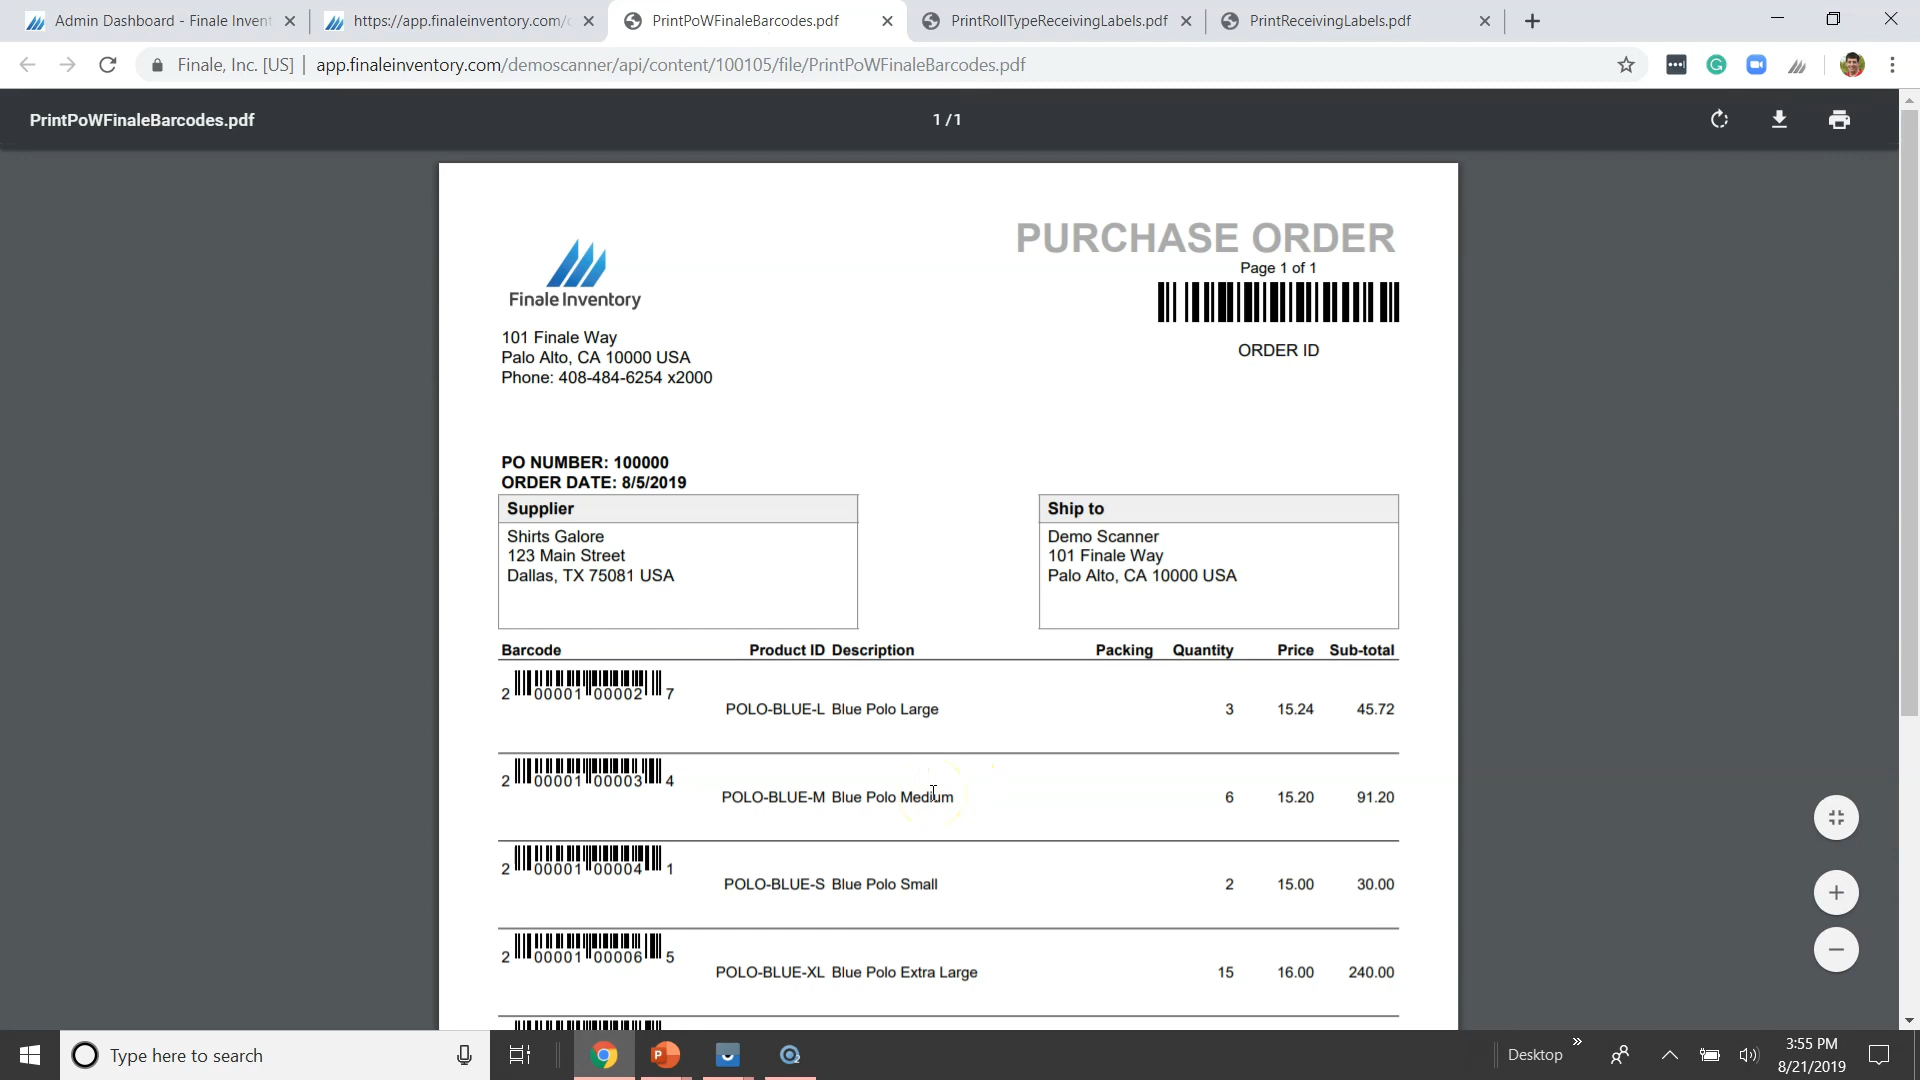 Admin Dashboard - Finale Invent
https://app.finaleinventory.com/
PrintPoWFinaleBarcodes.pdf
PrintRollTypeReceivingLabels.pdf
PrintReceivingLabels.pdf
Finale, Inc. [US] | app.finaleinventory.com/demoscanner/api/content/100105/file/PrintPoWFinaleBarcodes.pdf
PrintPoWFinaleBarcodes.pdf
1 / 1
Finale Inventory
101 Finale Way
Palo Alto, CA 10000 USA
Phone: 408-484-6254 x2000
PURCHASE ORDER
Page 1 of 1
ORDER ID
PO NUMBER: 100000
ORDER DATE: 8/5/2019
Supplier
Shirts Galore
123 Main Street
Dallas, TX 75081 USA
Ship to
Demo Scanner
101 Finale Way
Palo Alto, CA 10000 USA
Barcode Product ID Description Packing Quantity Price Sub-total
2 00001 00002 7
POLO-BLUE-L Blue Polo Large 3 15.24 45.72
2 00001 00003 4
POLO-BLUE-M Blue Polo Medium 6 15.20 91.20
2 00001 00004 1
POLO-BLUE-S Blue Polo Small 2 15.00 30.00
2 00001 00006 5
POLO-BLUE-XL Blue Polo Extra Large 15 16.00 240.00
Type here to search
Desktop
3:55 PM
8/21/2019